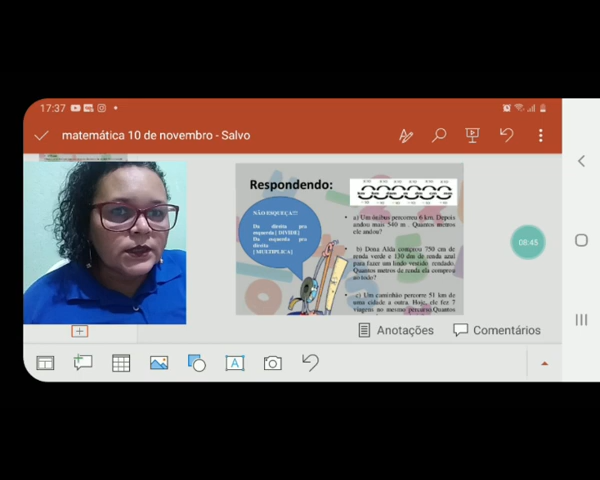 17:37
matemática 10 de novembro - Salvo
Respondendo:
NÃO ESQUEÇA!!!
Da direita pra
esquerda [ DIVIDE]
Da esquerda pra
direita
[ MULTIPLICA]
• a) Um ônibus percorreu 6 km. Depois
andou mais 540 m . Quantos metros
ele andou?
b) Dona Alda comprou 750 cm de
renda verde e 130 dm de renda azul
para fazer um lindo vestido rendado.
Quantos metros de renda ela comprou
ao todo?
• c) Um caminhão percorre 51 km de
uma cidade a outra. Hoje, ele fez 7
viagens no mesmo percurso.Quantos
08:45
Anotações
Comentários